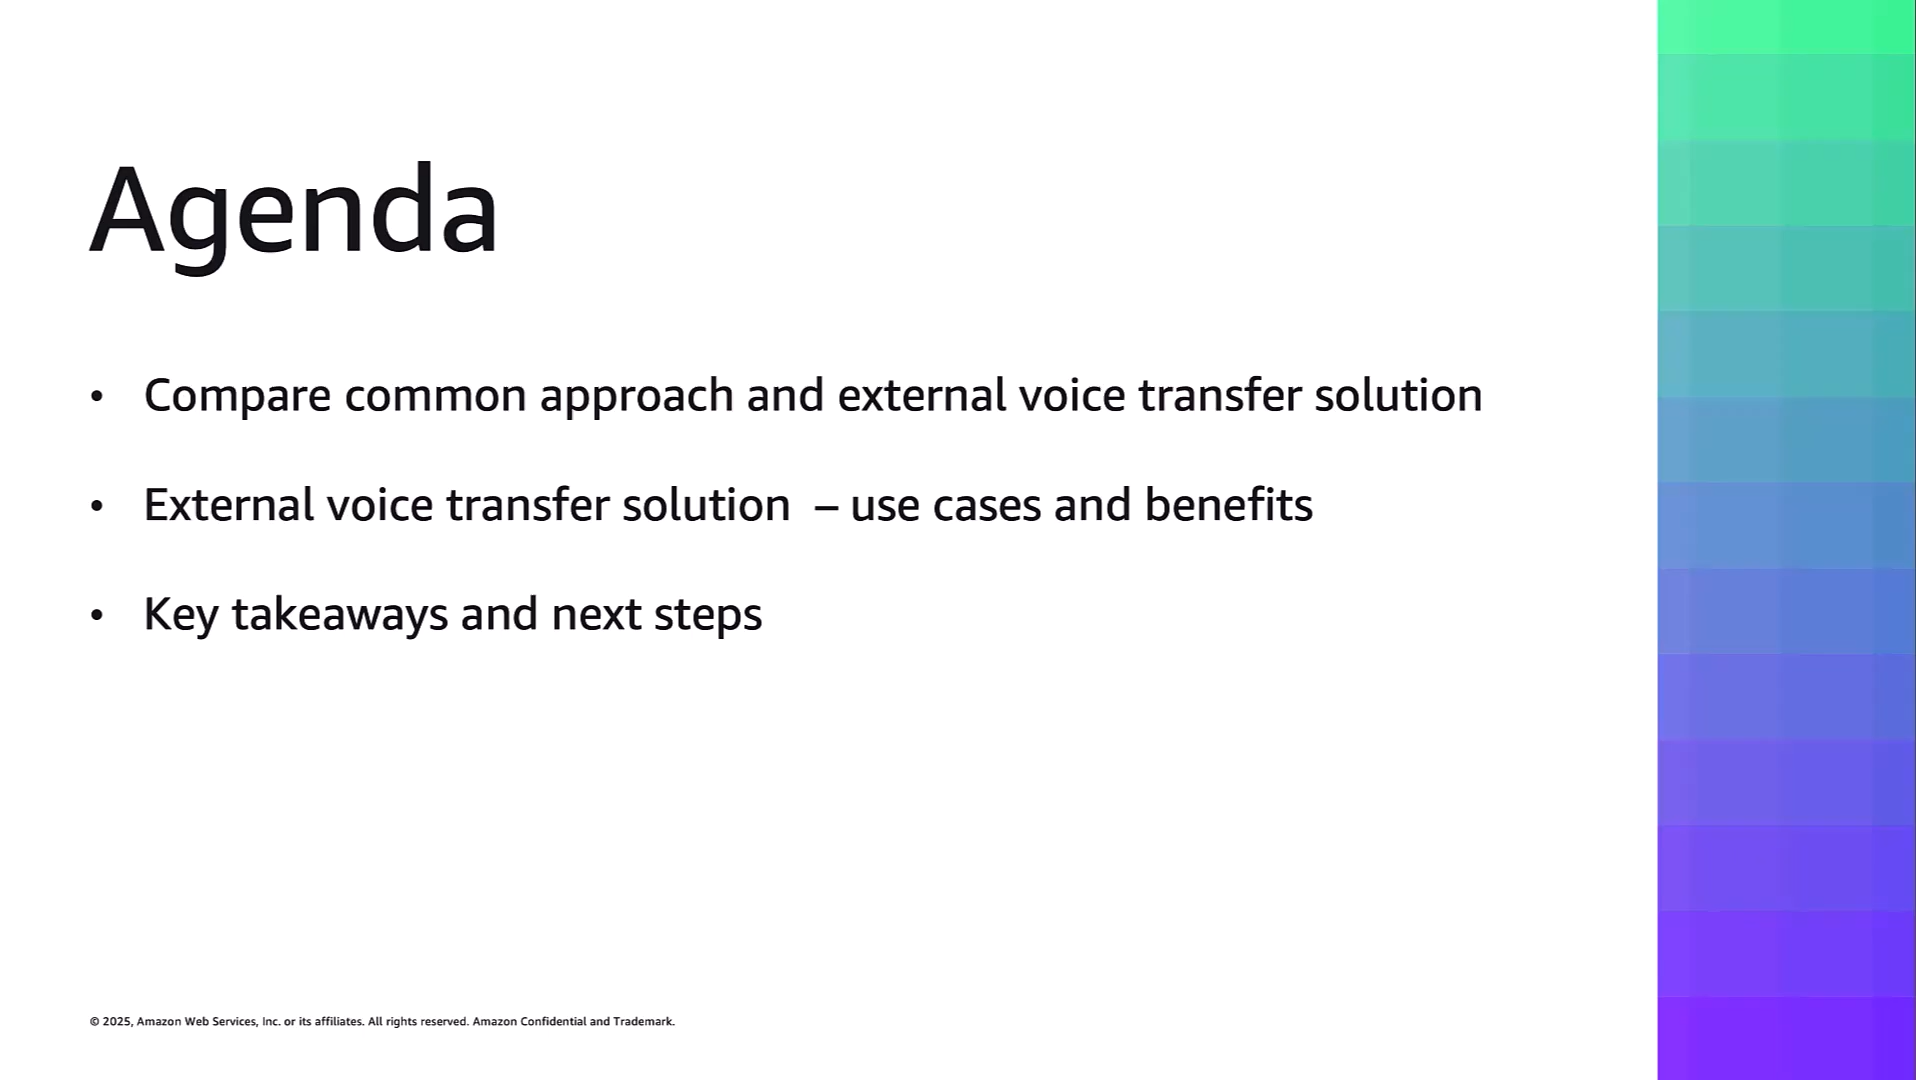 Agenda
• Compare common approach and external voice transfer solution
• External voice transfer solution – use cases and benefits
• Key takeaways and next steps
© 2025, Amazon Web Services, Inc. or its affiliates. All rights reserved. Amazon Confidential and Trademark.